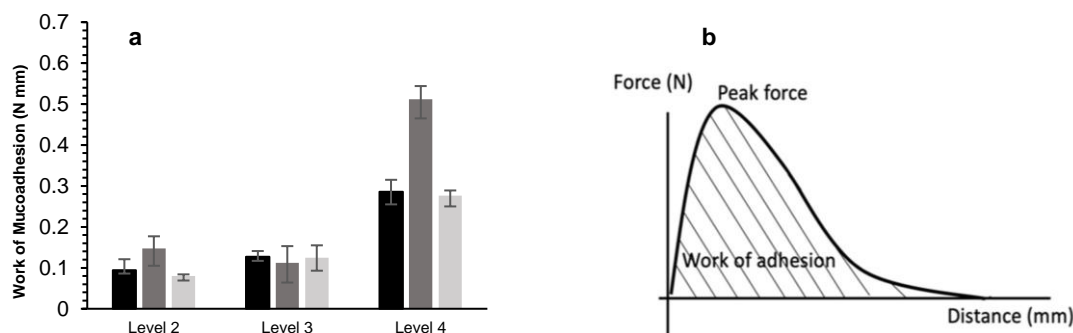 a
Work of Mucoadhesion (N mm)
0.7
0.6
0.5
0.4
0.3
0.2
0.1
0
Level 2
Level 3
Level 4
b
Force (N)
Peak force
Work of adhesion
Distance (mm)